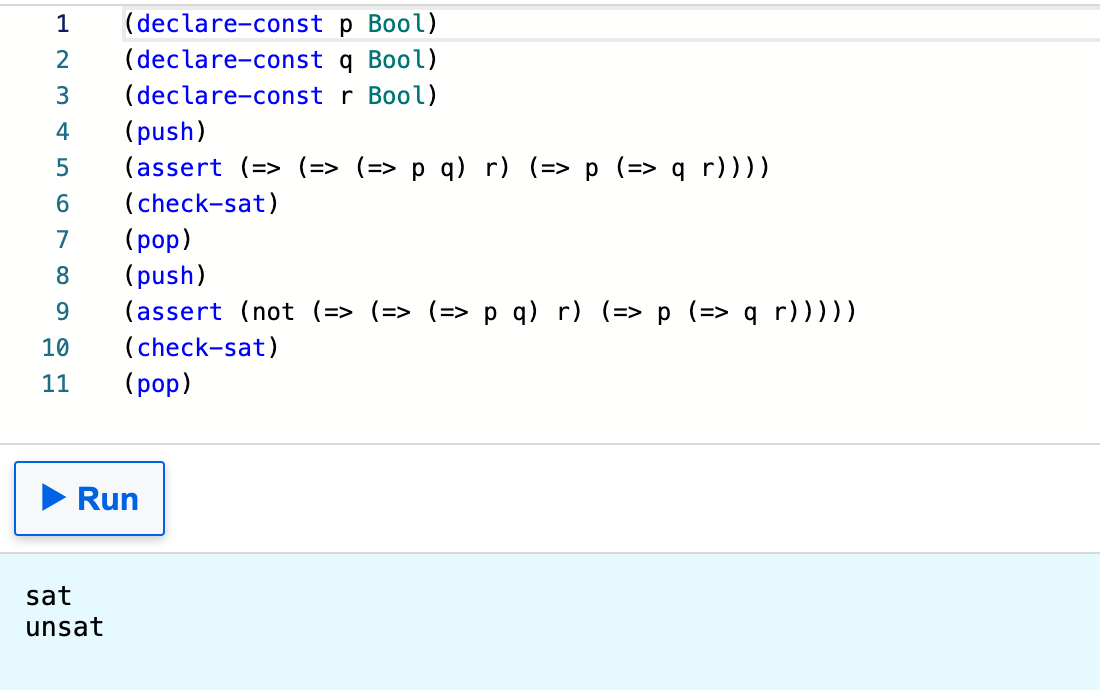 1 (declare-const p Bool)
2 (declare-const q Bool)
3 (declare-const r Bool)
4 (push)
5 (assert (=> (=> (=> p q) r) (=> p (=> q r))))
6 (check-sat)
7 (pop)
8 (push)
9 (assert (not (=> (=> (=> p q) r) (=> p (=> q r)))))
10 (check-sat)
11 (pop)
Run
sat
unsat